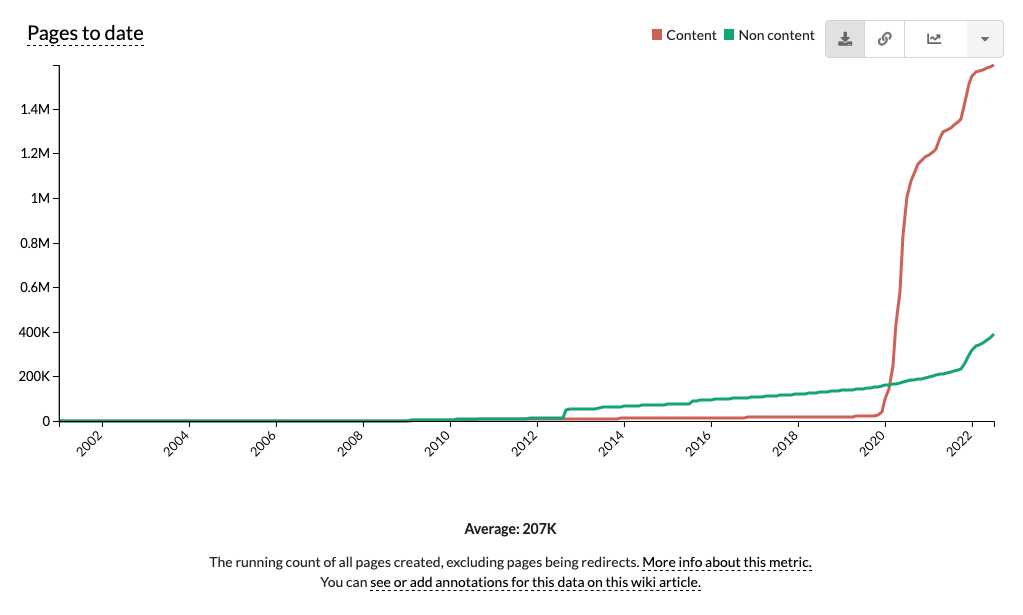 Pages to date
Content Non content
1.4M
1.2M
1M
0.8M
0.6M
400K
200K
0
2002 2004 2006 2008 2010 2012 2014 2016 2018 2020 2022
Average: 207K
The running count of all pages created, excluding pages being redirects. More info about this metric.
You can see or add annotations for this data on this wiki article.